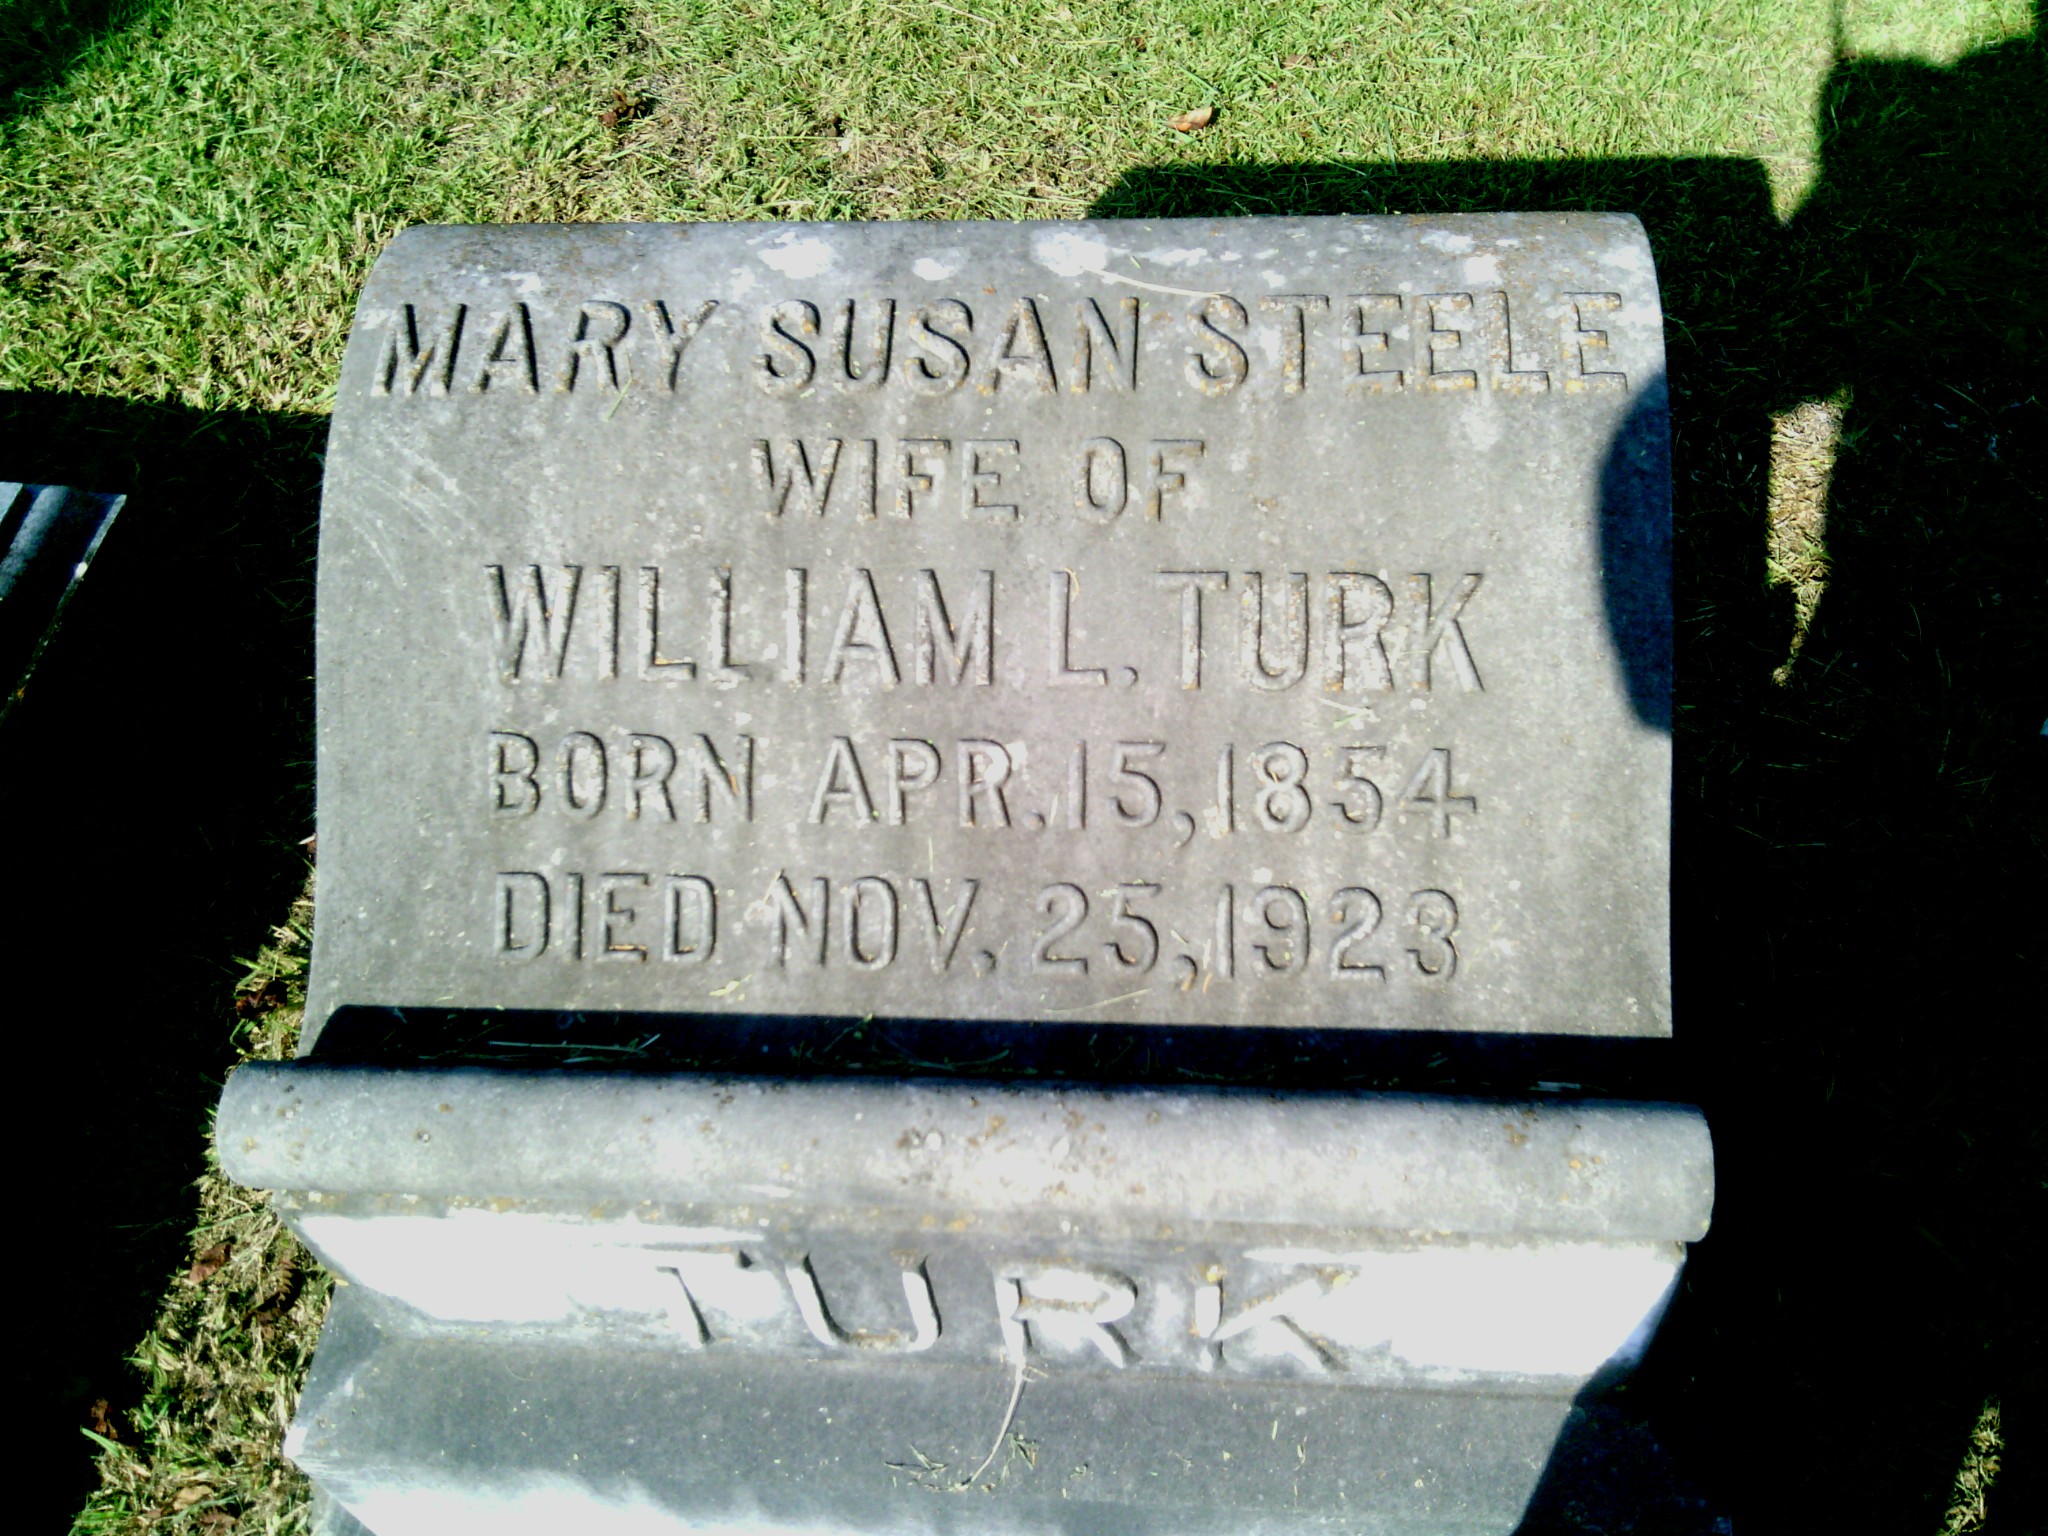 MARY SUSAN STEELE
WIFE OF
WILLIAM L. TURK
BORN APR. 15, 1854
DIED NOV. 25, 1923
TURK